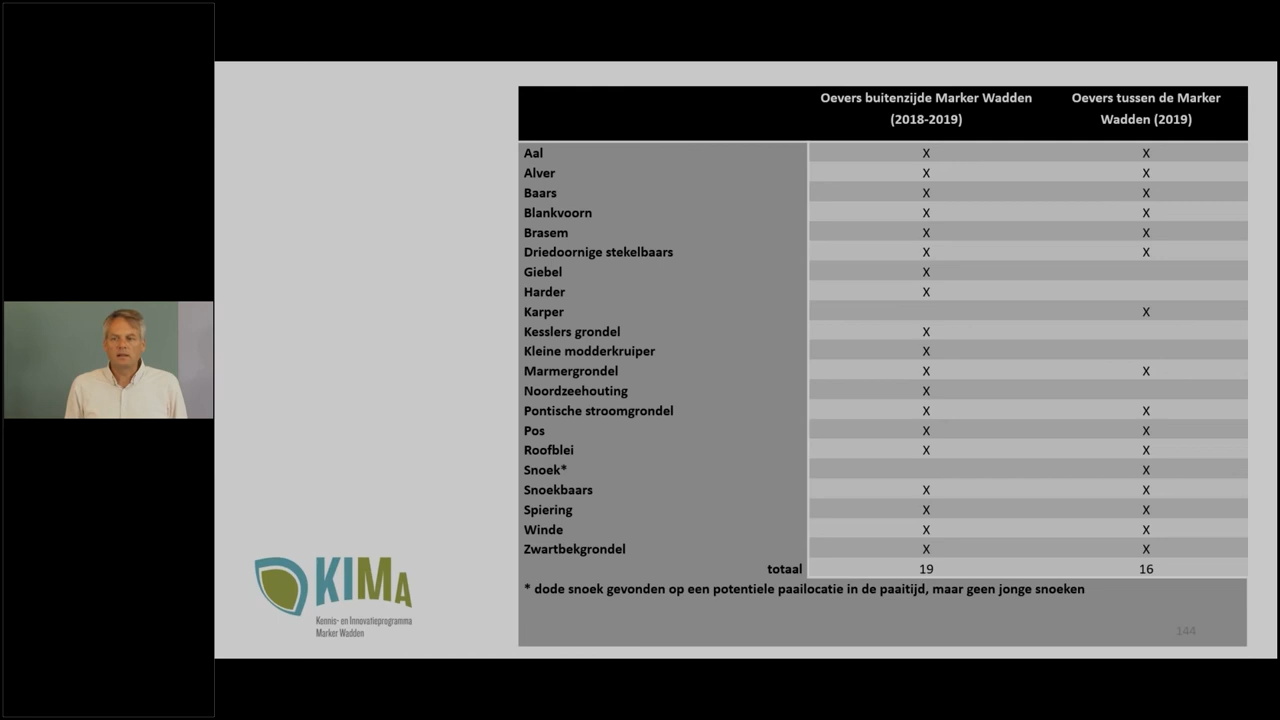 Oevers buitenzijde Marker Wadden Oevers tussen de Marker
(2018-2019) Wadden (2019)
Aal X X
Alver X X
Baars X X
Blankvoorn X X
Brasem X X
Driedoornige stekelbaars X X
Giebel X
Harder X
Karper X
Kesslers grondel X
Kleine modderkruiper X
Marmergrondel X X
Noordzeehouting X
Pontische stroomgrondel X X
Pos X X
Roofblei X X
Snoek* X
Snoekbaars X X
Spiering X X
Winde X X
Zwartbekgrondel X X
totaal 19 16
* dode snoek gevonden op een potentiele paailocatie in de paaitijd, maar geen jonge snoeken
144
KIMA
Kennis- en Innovatieprogramma
Marker Wadden